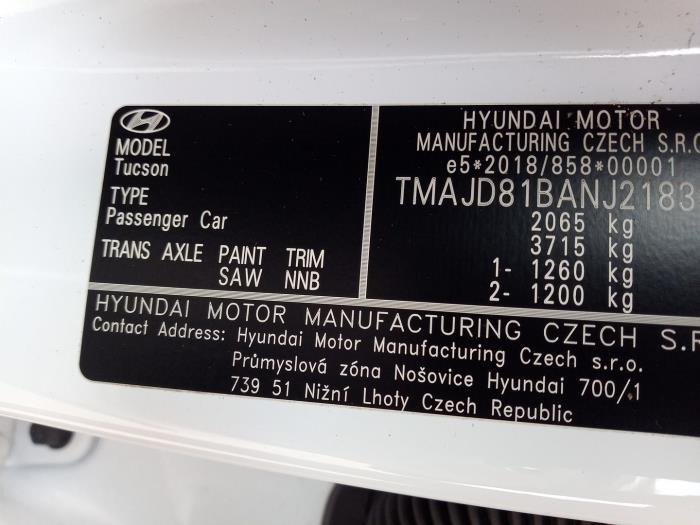 MODEL
Tucson
TYPE
Passenger Car
TRANS AXLE PAINT TRIM
SAW NNB
HYUNDAI MOTOR
MANUFACTURING CZECH S.R.O
e5*2018/858*00001
TMAJD81BANJ2183
2065 kg
3715 kg
1- 1260 kg
2- 1200 kg
HYUNDAI MOTOR MANUFACTURING CZECH S.R
Contact Address: Hyundai Motor Manufacturing Czech s.r.o.
Průmyslová zóna Nošovice Hyundai 700/1
739 51 Nižní Lhoty Czech Republic